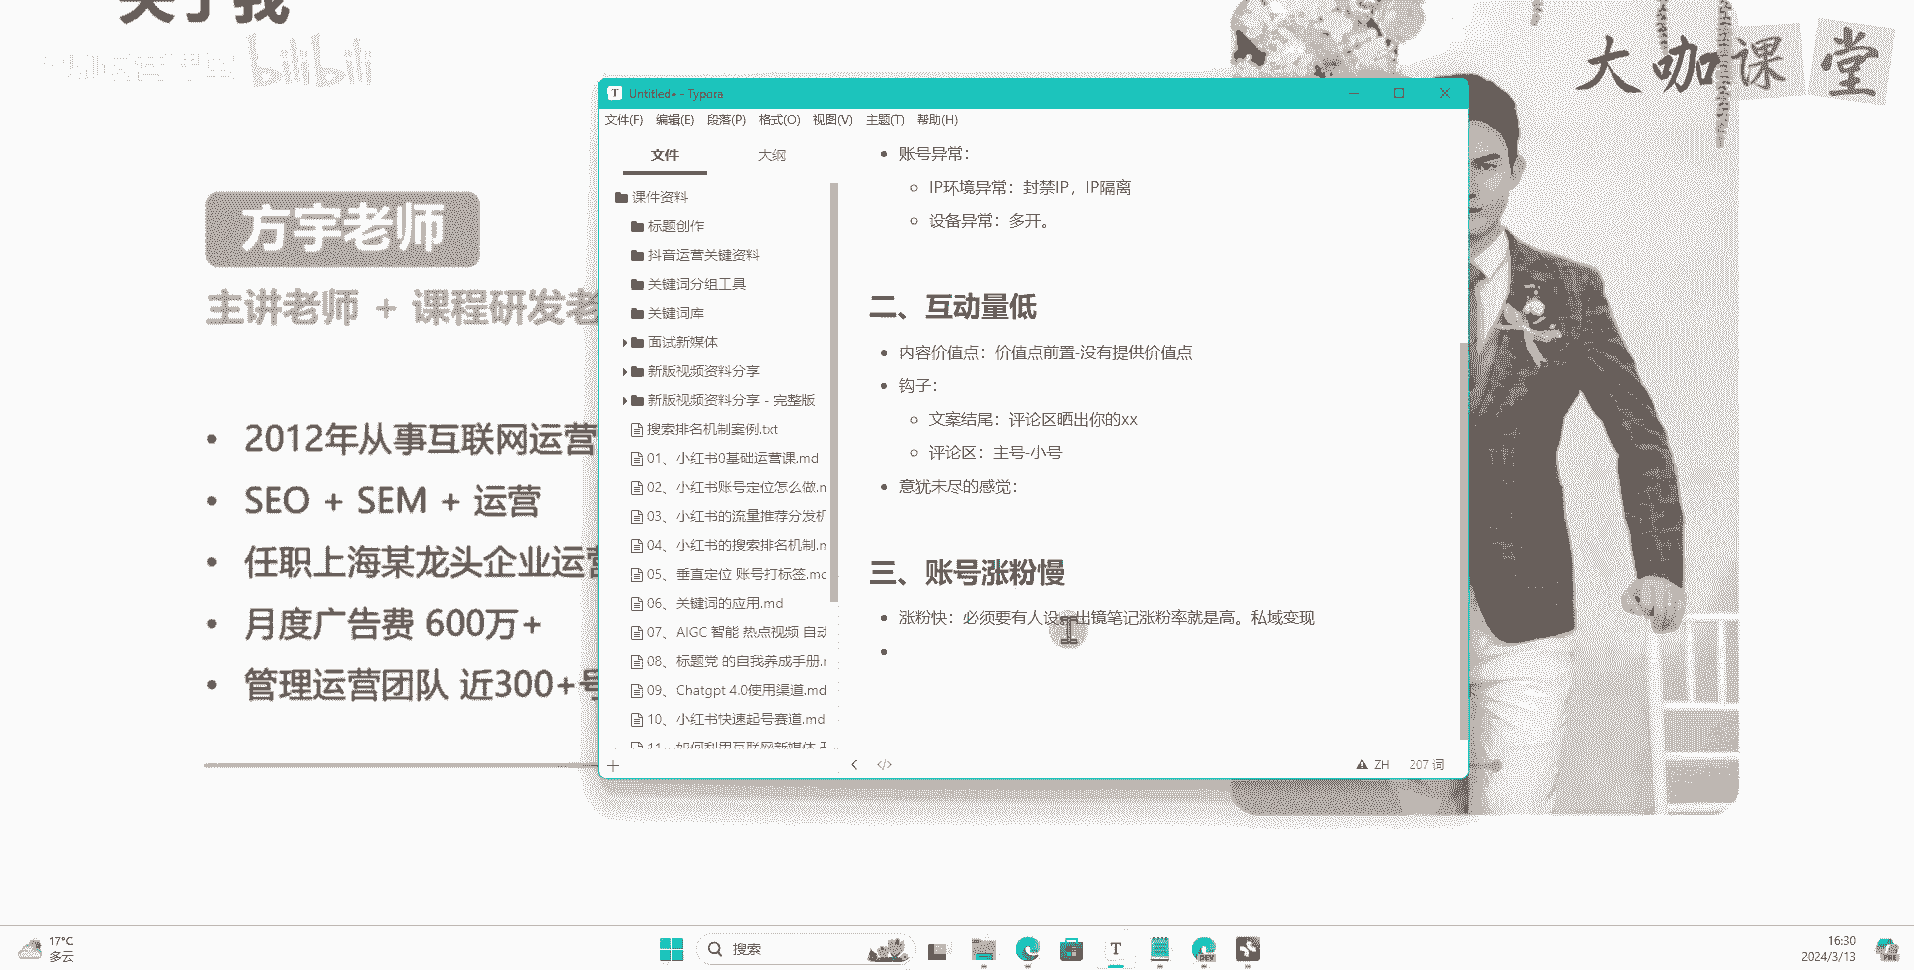 关于我
bilibili
大咖课堂
方宇老师
主讲老师 + 课程研发老
2012年从事互联网运营
SEO + SEM + 运营
任职上海某龙头企业运营
月度广告费 600万+
管理运营团队 近300+号
Untitled• - Typora
文件(F) 编辑(E) 段落(P) 格式(O) 视图(V) 主题(T) 帮助(H)
文件 大纲
课件资料
标题创作
抖音运营关键资料
关键词分组工具
关键词库
面试新媒体
新版视频资料分享
新版视频资料分享 - 完整版
搜索排名机制案例.txt
01、小红书0基础运营课.md
02、小红书账号定位怎么做.m
03、小红书的流量推荐分发机
04、小红书的搜索排名机制.m
05、垂直定位 账号打标签.mc
06、关键词的应用.md
07、AIGC 智能 热点视频 自动
08、标题党 的自我养成手册.r
09、Chatgpt 4.0使用渠道.md
10、小红书快速起号赛道.md
11、如何利用互联网新媒体
账号异常：
IP环境异常：封禁IP，IP隔离
设备异常：多开。
二、互动量低
内容价值点：价值点前置-没有提供价值点
钩子：
文案结尾：评论区晒出你的xx
评论区：主号-小号
意犹未尽的感觉：
三、账号涨粉慢
涨粉快：必须要有人设 出镜笔记涨粉率就是高。私域变现
ZH 207 词
17°C
多云
搜索
T
DEV
16:30
2024/3/13
PRE